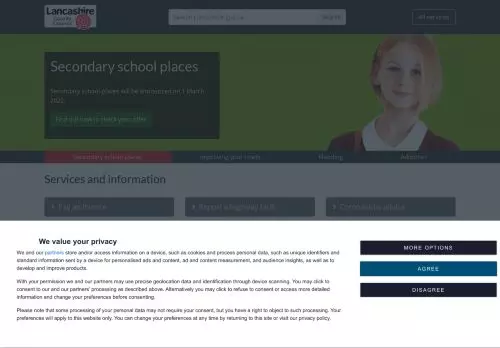 Lancashire
County
Council
Search
All services
Secondary school places
Secondary school places will be announced on 1 March
2022.
Find out how to check your offer
Secondary school places
Improving your roads
Flooding
Adoption
Services and information
Pay an invoice
Report a highway fault
Coronavirus advice
We value your privacy
We and our partners store and/or access information on a device, such as cookies and process personal data, such as unique identifiers and
standard information sent by a device for personalised ads and content, ad and content measurement, and audience insights, as well as to
develop and improve products.
With your permission we and our partners may use precise geolocation data and identification through device scanning. You may click to
consent to our and our partners' processing as described above. Alternatively you may click to refuse to consent or access more detailed
information and change your preferences before consenting.
Please note that some processing of your personal data may not require your consent, but you have a right to object to such processing. Your
preferences will apply to this website only. You can change your preferences at any time by returning to this site or visit our privacy policy.
MORE OPTIONS
AGREE
DISAGREE